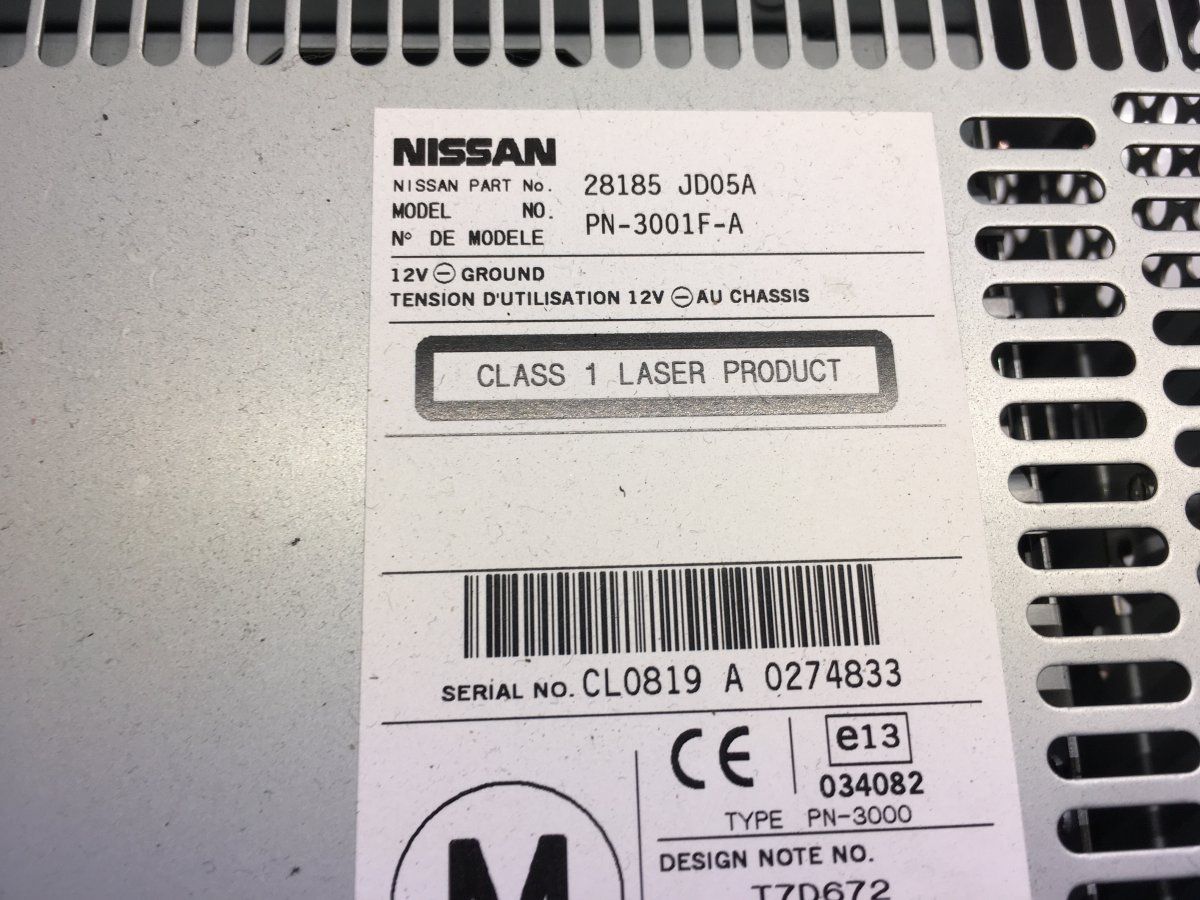 NISSAN
NISSAN PART No. 28185 JD05A
MODEL NO. PN-3001F-A
N° DE MODELE
12V ⊖ GROUND
TENSION D'UTILISATION 12V ⊖ AU CHASSIS
CLASS 1 LASER PRODUCT
SERIAL NO. CL0819 A 0274833
CE
e13
034082
TYPE PN-3000
DESIGN NOTE NO.
T7D672
M